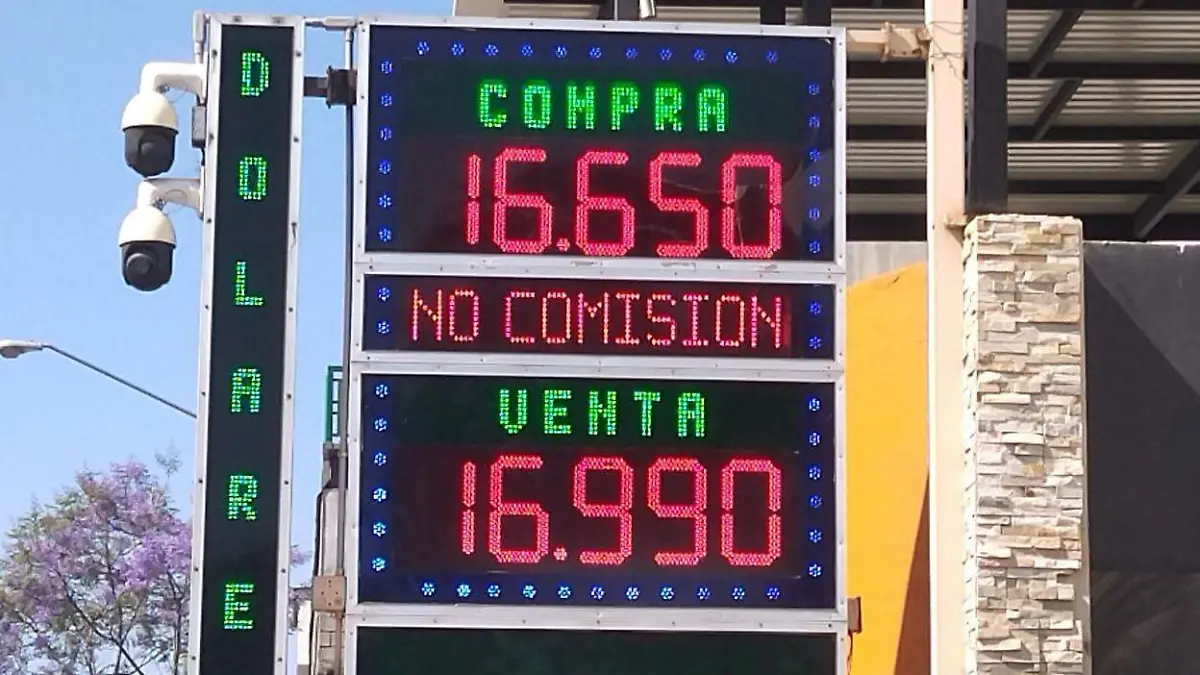 DOLARE
COMPRA
16.650
NO COMISION
VENTA
16.990